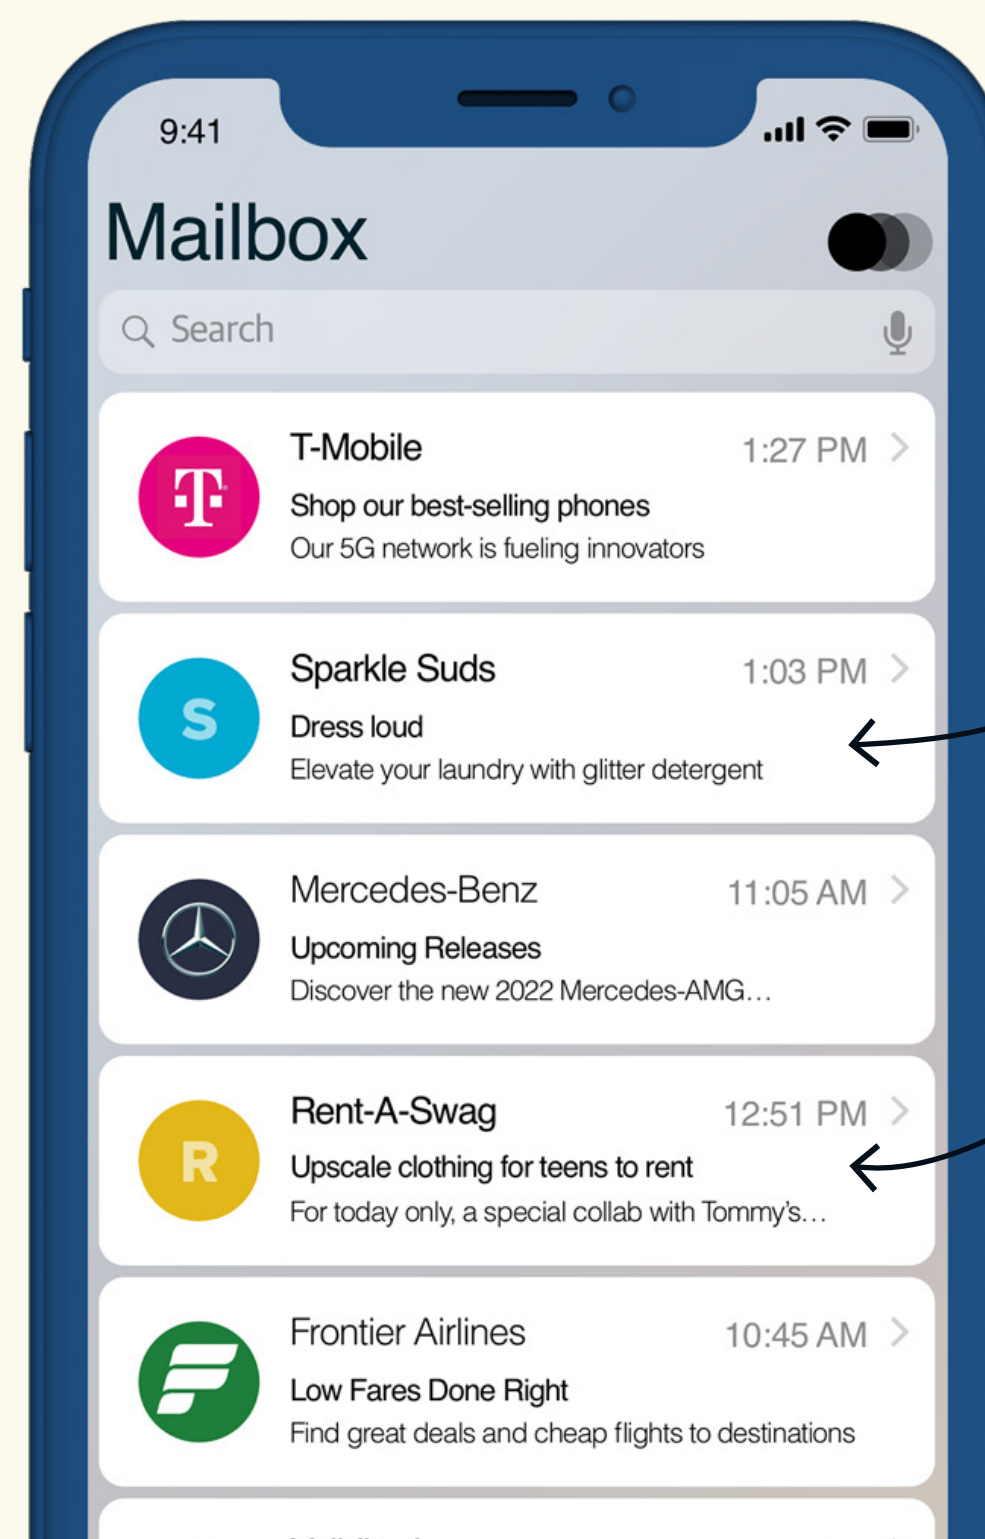 9:41
Mailbox
Search
T-Mobile 1:27 PM
Shop our best-selling phones
Our 5G network is fueling innovators
S
Sparkle Suds 1:03 PM
Dress loud
Elevate your laundry with glitter detergent
Mercedes-Benz 11:05 AM
Upcoming Releases
Discover the new 2022 Mercedes-AMG...
R
Rent-A-Swag 12:51 PM
Upscale clothing for teens to rent
For today only, a special collab with Tommy's...
Frontier Airlines 10:45 AM
Low Fares Done Right
Find great deals and cheap flights to destinations